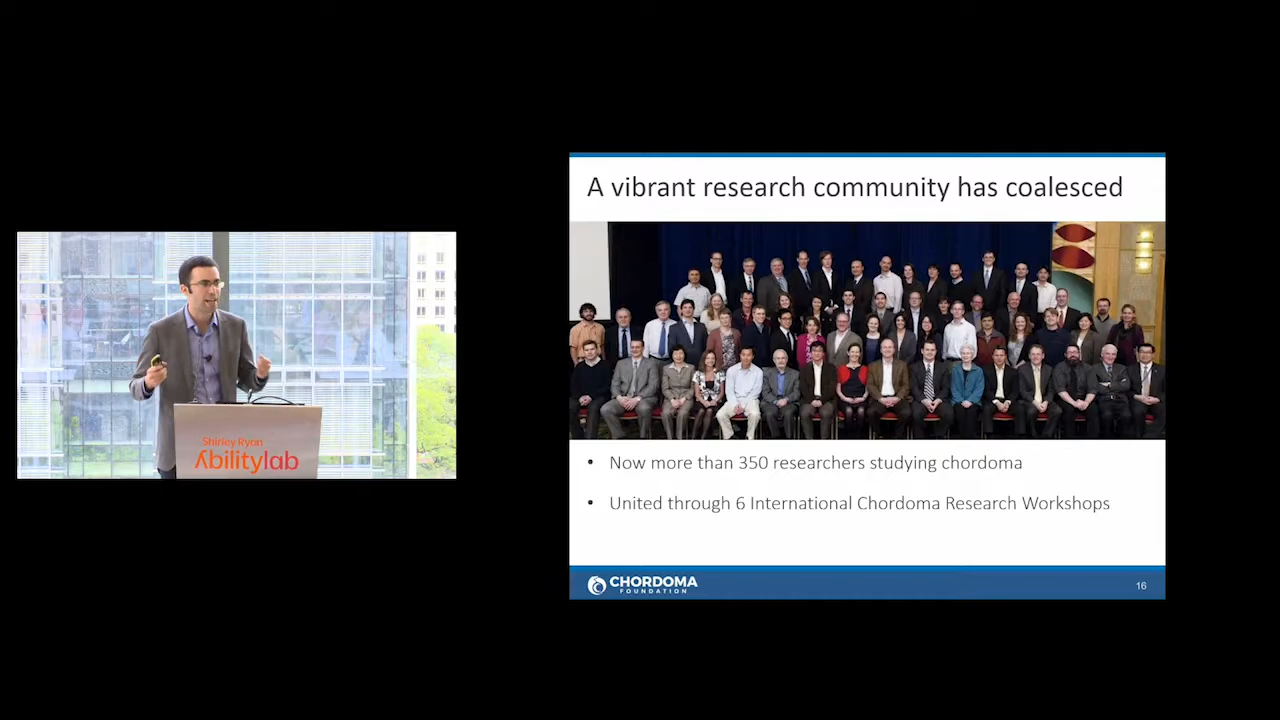 Shirley Ryan
Abilitylab
A vibrant research community has coalesced
• Now more than 350 researchers studying chordoma
• United through 6 International Chordoma Research Workshops
CHORDOMA
FOUNDATION
16